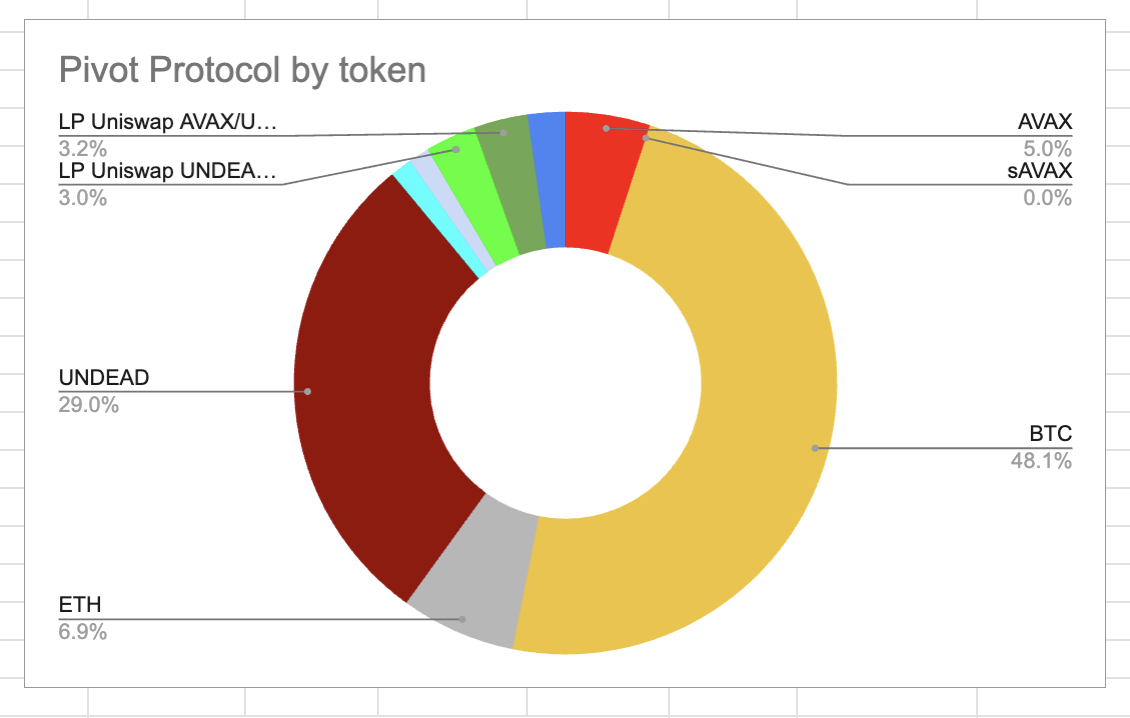 Pivot Protocol by token
LP Uniswap AVAX/U…
3.2%
LP Uniswap UNDEA…
3.0%
UNDEAD
29.0%
ETH
6.9%
AVAX
5.0%
sAVAX
0.0%
BTC
48.1%